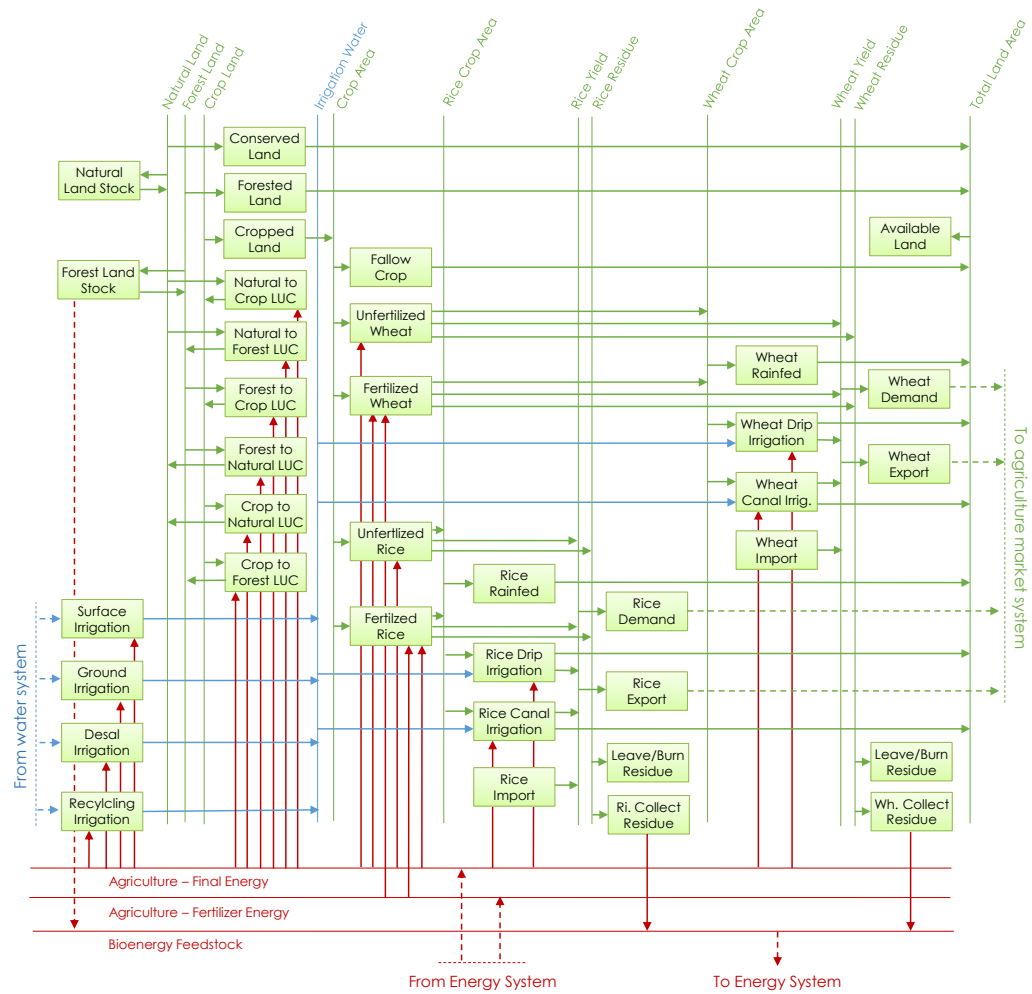 Natural Land
Forest Land
Crop Land
Irrigation Water
Crop Area
Rice Crop Area
Rice Yield
Rice Residue
Wheat Crop Area
Wheat Yield
Wheat Residue
Total Land Area
Conserved
Land
Natural
Land Stock
Forested
Land
Cropped
Land
Available
Land
Fallow
Crop
Forest Land
Stock
Natural to
Crop LUC
Unfertilized
Wheat
Natural to
Forest LUC
Wheat
Rainfed
Forest to
Crop LUC
Fertilized
Wheat
Wheat
Demand
Wheat Drip
Irrigation
Forest to
Natural LUC
Wheat
Export
To agriculture market system
Wheat
Canal Irrig.
Crop to
Natural LUC
Unfertlized
Rice
Wheat
Import
Crop to
Forest LUC
Rice
Rainfed
Surface
Irrigation
Fertilzed
Rice
Rice
Demand
Rice Drip
Irrigation
From water system
Ground
Irrigation
Rice
Export
Rice Canal
Irrigation
Desal
Irrigation
Leave/Burn
Residue
Leave/Burn
Residue
Rice
Import
Recylcling
Irrigation
Ri. Collect
Residue
Wh. Collect
Residue
Agriculture – Final Energy
Agriculture – Fertilizer Energy
Bioenergy Feedstock
From Energy System
To Energy System